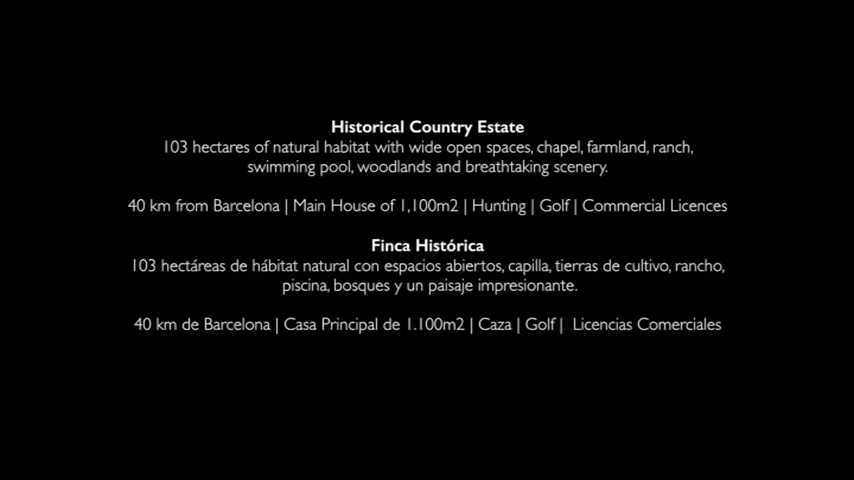 Historical Country Estate
103 hectares of natural habitat with wide open spaces, chapel, farmland, ranch,
swimming pool, woodlands and breathtaking scenery.
40 km from Barcelona | Main House of 1,100m2 | Hunting | Golf | Commercial Licences
Finca Histórica
103 hectáreas de hábitat natural con espacios abiertos, capilla, tierras de cultivo, rancho,
piscina, bosques y un paisaje impresionante.
40 km de Barcelona | Casa Principal de 1.100m2 | Caza | Golf | Licencias Comerciales